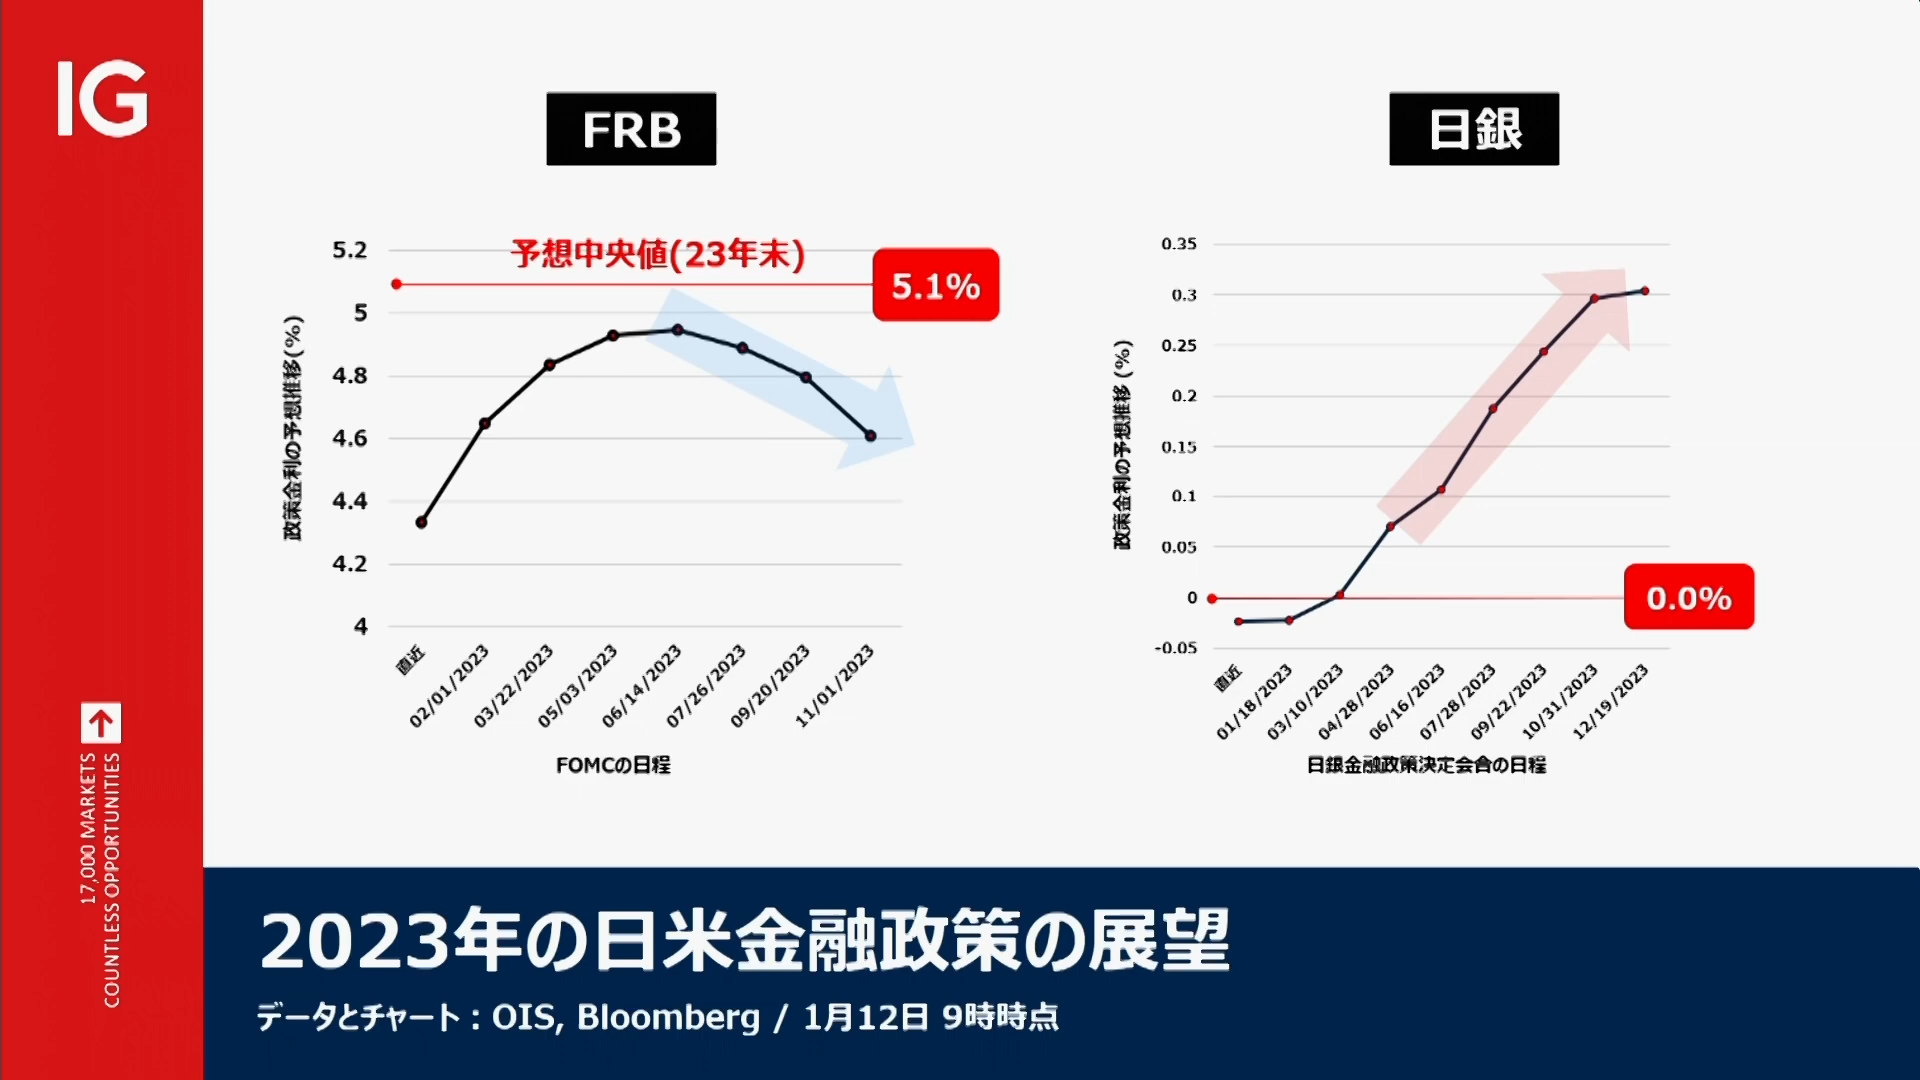 IG
17,000 MARKETS
COUNTLESS OPPORTUNITIES
FRB
予想中央値(23年末)
5.1%
政策金利の予想推移(%)
5.2
5
4.8
4.6
4.4
4.2
4
直近
02/01/2023
03/22/2023
05/03/2023
06/14/2023
07/26/2023
09/20/2023
11/01/2023
FOMCの日程
日銀
政策金利の予想推移 (%)
0.35
0.3
0.25
0.2
0.15
0.1
0.05
0
-0.05
0.0%
直近
01/18/2023
03/10/2023
04/28/2023
06/16/2023
07/28/2023
09/22/2023
10/31/2023
12/19/2023
日銀金融政策決定会合の日程
2023年の日米金融政策の展望
データとチャート : OIS, Bloomberg / 1月12日 9時時点